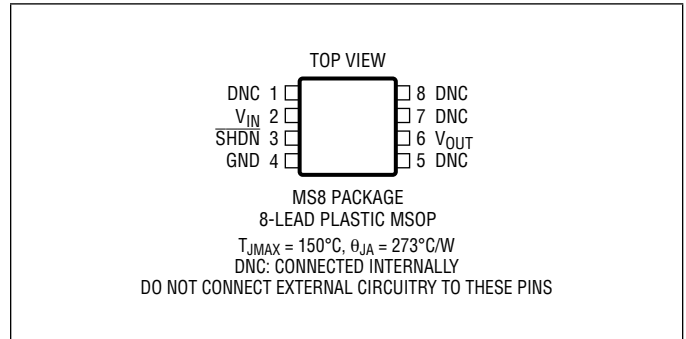 TOP VIEW
DNC 1 8 DNC
VIN 2 7 DNC
SHDN 3 6 VOUT
GND 4 5 DNC
MS8 PACKAGE
8-LEAD PLASTIC MSOP
TJMAX = 150°C, θJA = 273°C/W
DNC: CONNECTED INTERNALLY
DO NOT CONNECT EXTERNAL CIRCUITRY TO THESE PINS